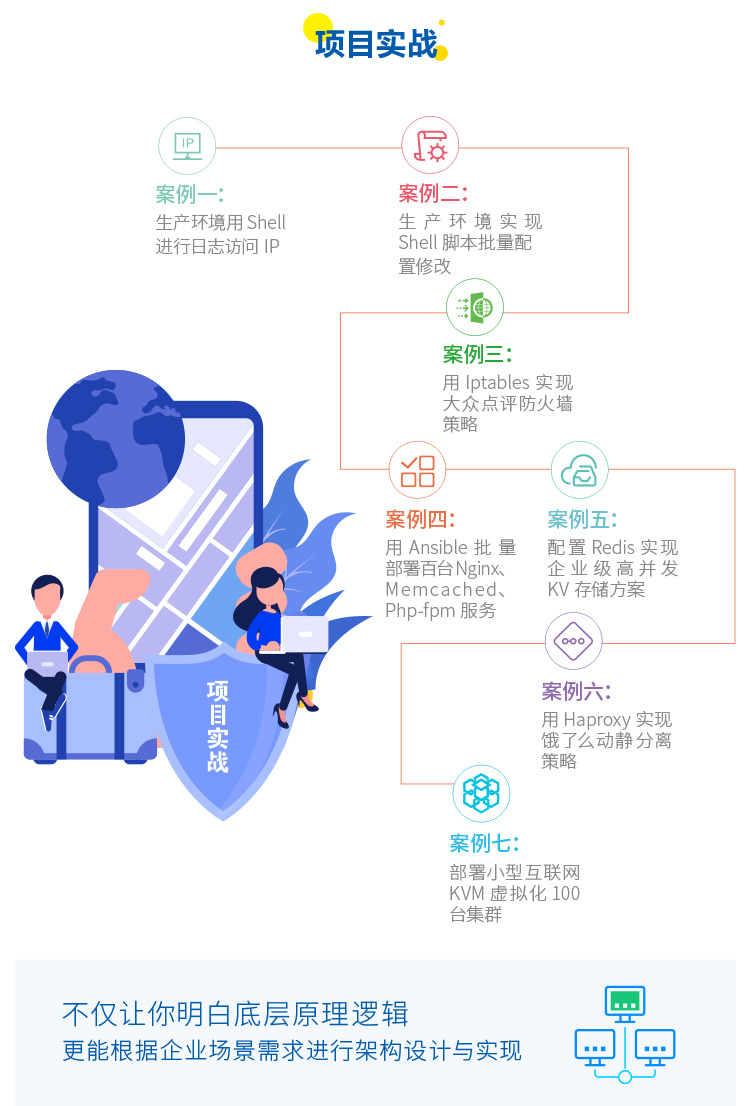 项目实战
IP
案例一：
生产环境用 Shell
进行日志访问 IP
案例二：
生产环境实现
Shell 脚本批量配
置修改
案例三：
用 Iptables 实现
大众点评防火墙
策略
案例四：
用 Ansible 批量
部署百台Nginx、
Memcached、
Php-fpm 服务
案例五：
配置 Redis 实现
企业级高并发
KV 存储方案
案例六：
用 Haproxy 实现
饿了么动静分离
策略
案例七：
部署小型互联网
KVM 虚拟化 100
台集群
项目实战
不仅让你明白底层原理逻辑
更能根据企业场景需求进行架构设计与实现